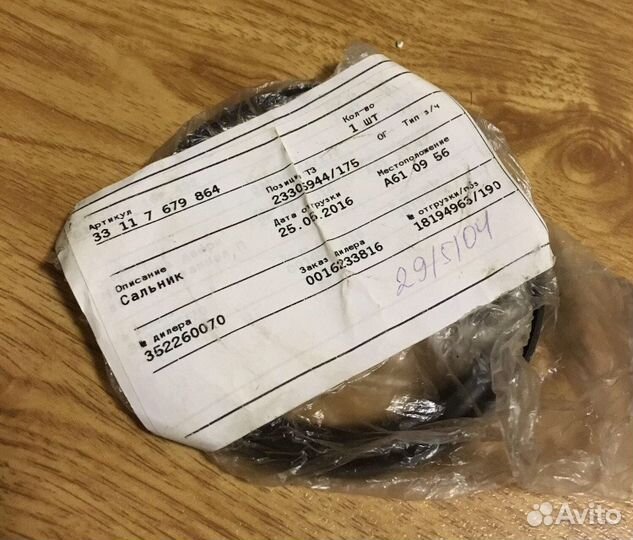 Артикул
33 11 7 679 864
Позиция ТЗ
23305944/175
Кол-во
1 ШТ
ОГ Тип з/ч
Описание
Сальник
Дата отгрузки
25.06.2016
Местоположение
A61 09 56
№ дилера
352260070
Заказ дилера
0016233816
№ отгрузки/поз
18194963/190
29/5/04
Avito